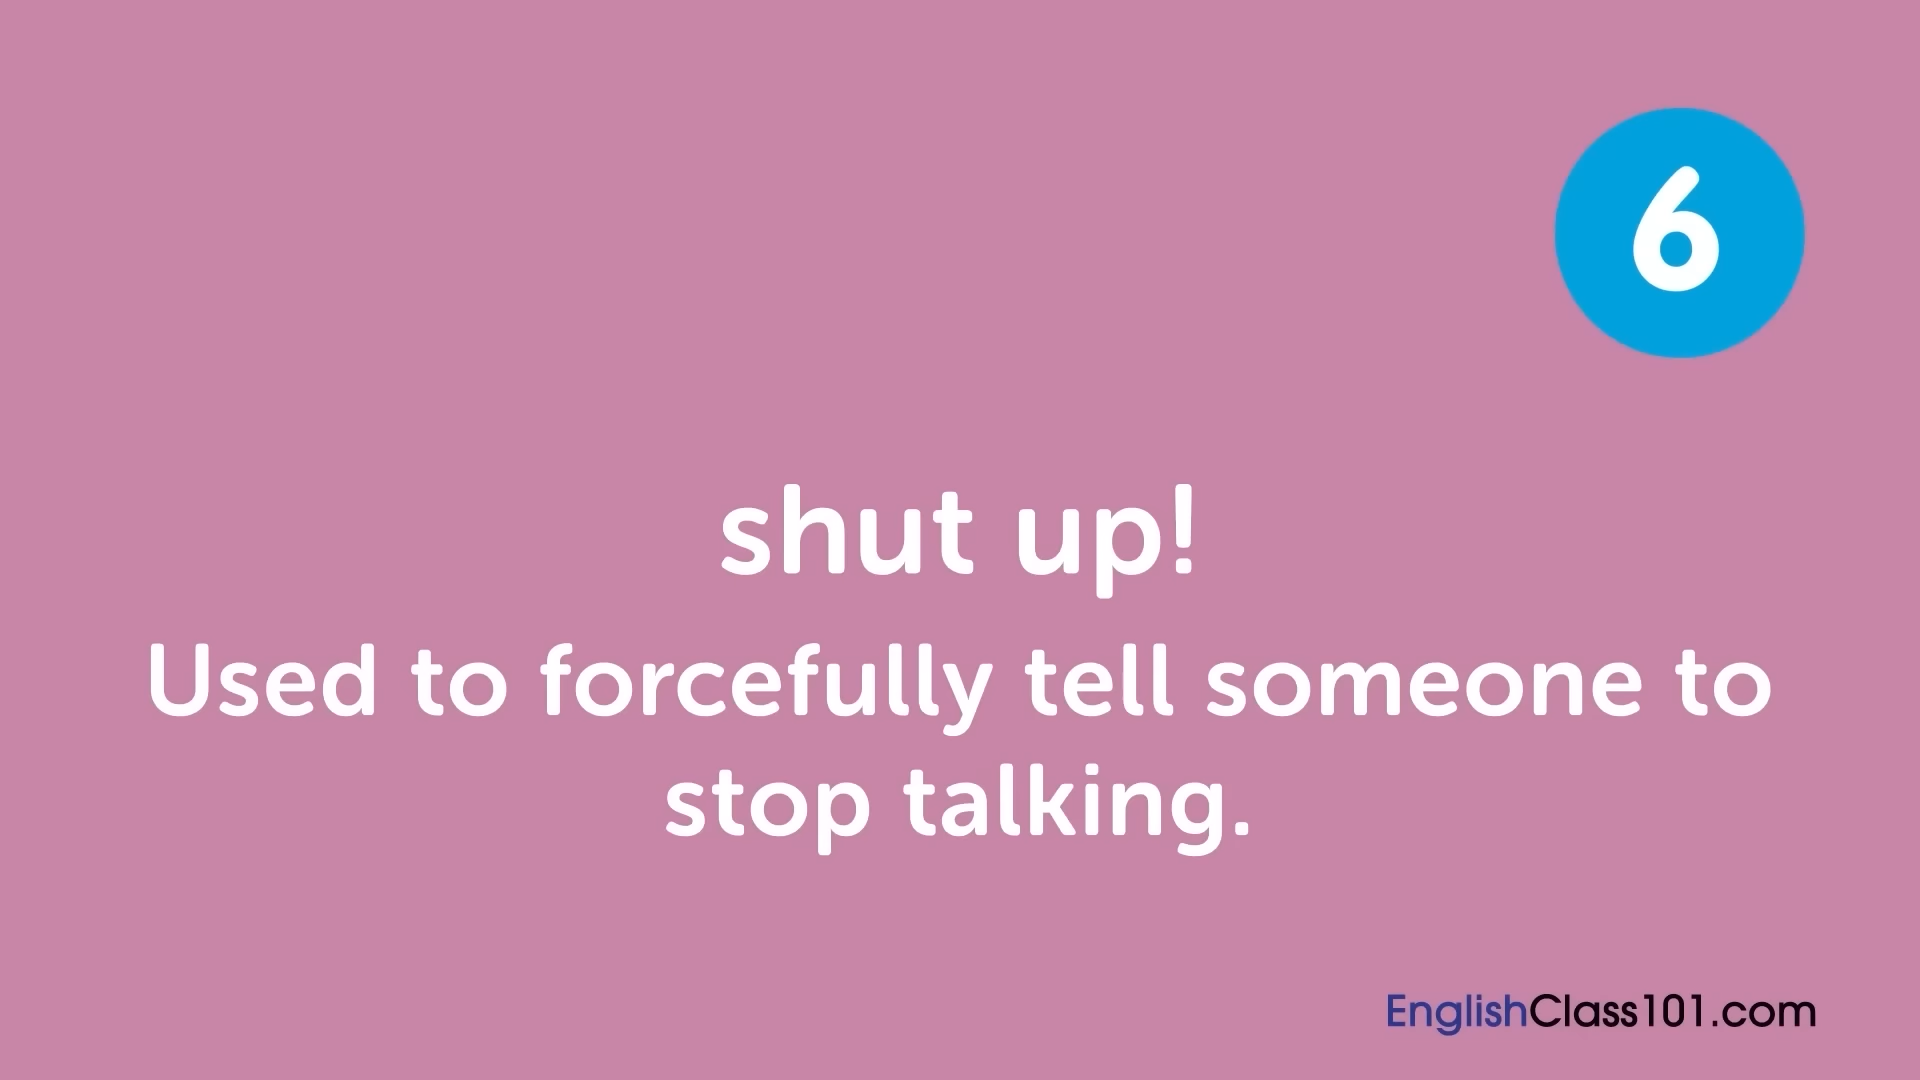 6
shut up!
Used to forcefully tell someone to
stop talking.
EnglishClass101.com